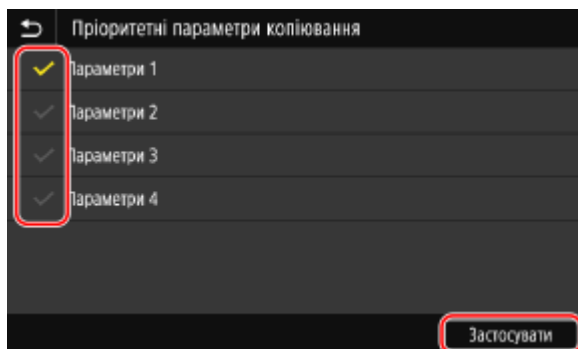 Пріоритетні параметри копіювання
Параметри 1
Параметри 2
Параметри 3
Параметри 4
Застосувати